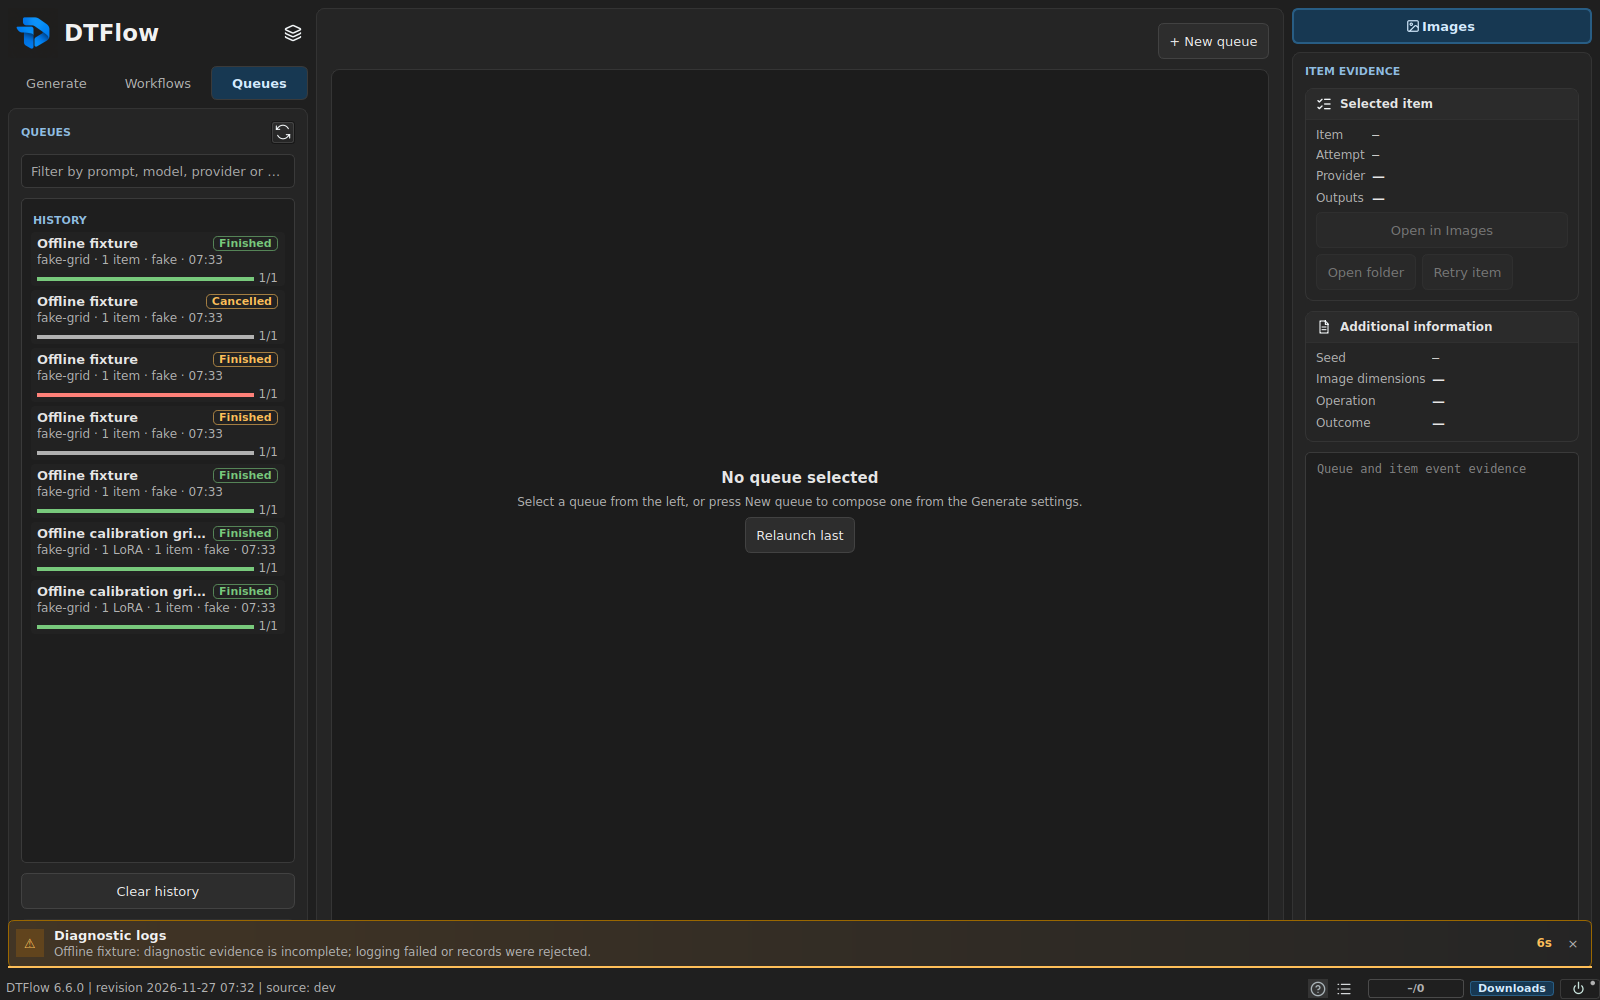 DTFlow
Generate
Workflows
Queues
QUEUES
Filter by prompt, model, provider or ...
HISTORY
Offline fixture
Finished
fake-grid · 1 item · fake · 07:33
1/1
Offline fixture
Cancelled
fake-grid · 1 item · fake · 07:33
1/1
Offline fixture
Finished
fake-grid · 1 item · fake · 07:33
1/1
Offline fixture
Finished
fake-grid · 1 item · fake · 07:33
1/1
Offline fixture
Finished
fake-grid · 1 item · fake · 07:33
1/1
Offline calibration gri...
Finished
fake-grid · 1 LoRA · 1 item · fake · 07:33
1/1
Offline calibration gri...
Finished
fake-grid · 1 LoRA · 1 item · fake · 07:33
1/1
Clear history
+ New queue
No queue selected
Select a queue from the left, or press New queue to compose one from the Generate settings.
Relaunch last
Images
ITEM EVIDENCE
Selected item
Item –
Attempt –
Provider —
Outputs —
Open in Images
Open folder
Retry item
Additional information
Seed –
Image dimensions —
Operation —
Outcome —
Queue and item event evidence
Diagnostic logs
Offline fixture: diagnostic evidence is incomplete; logging failed or records were rejected.
6s ×
DTFlow 6.6.0 | revision 2026-11-27 07:32 | source: dev
–/0
Downloads